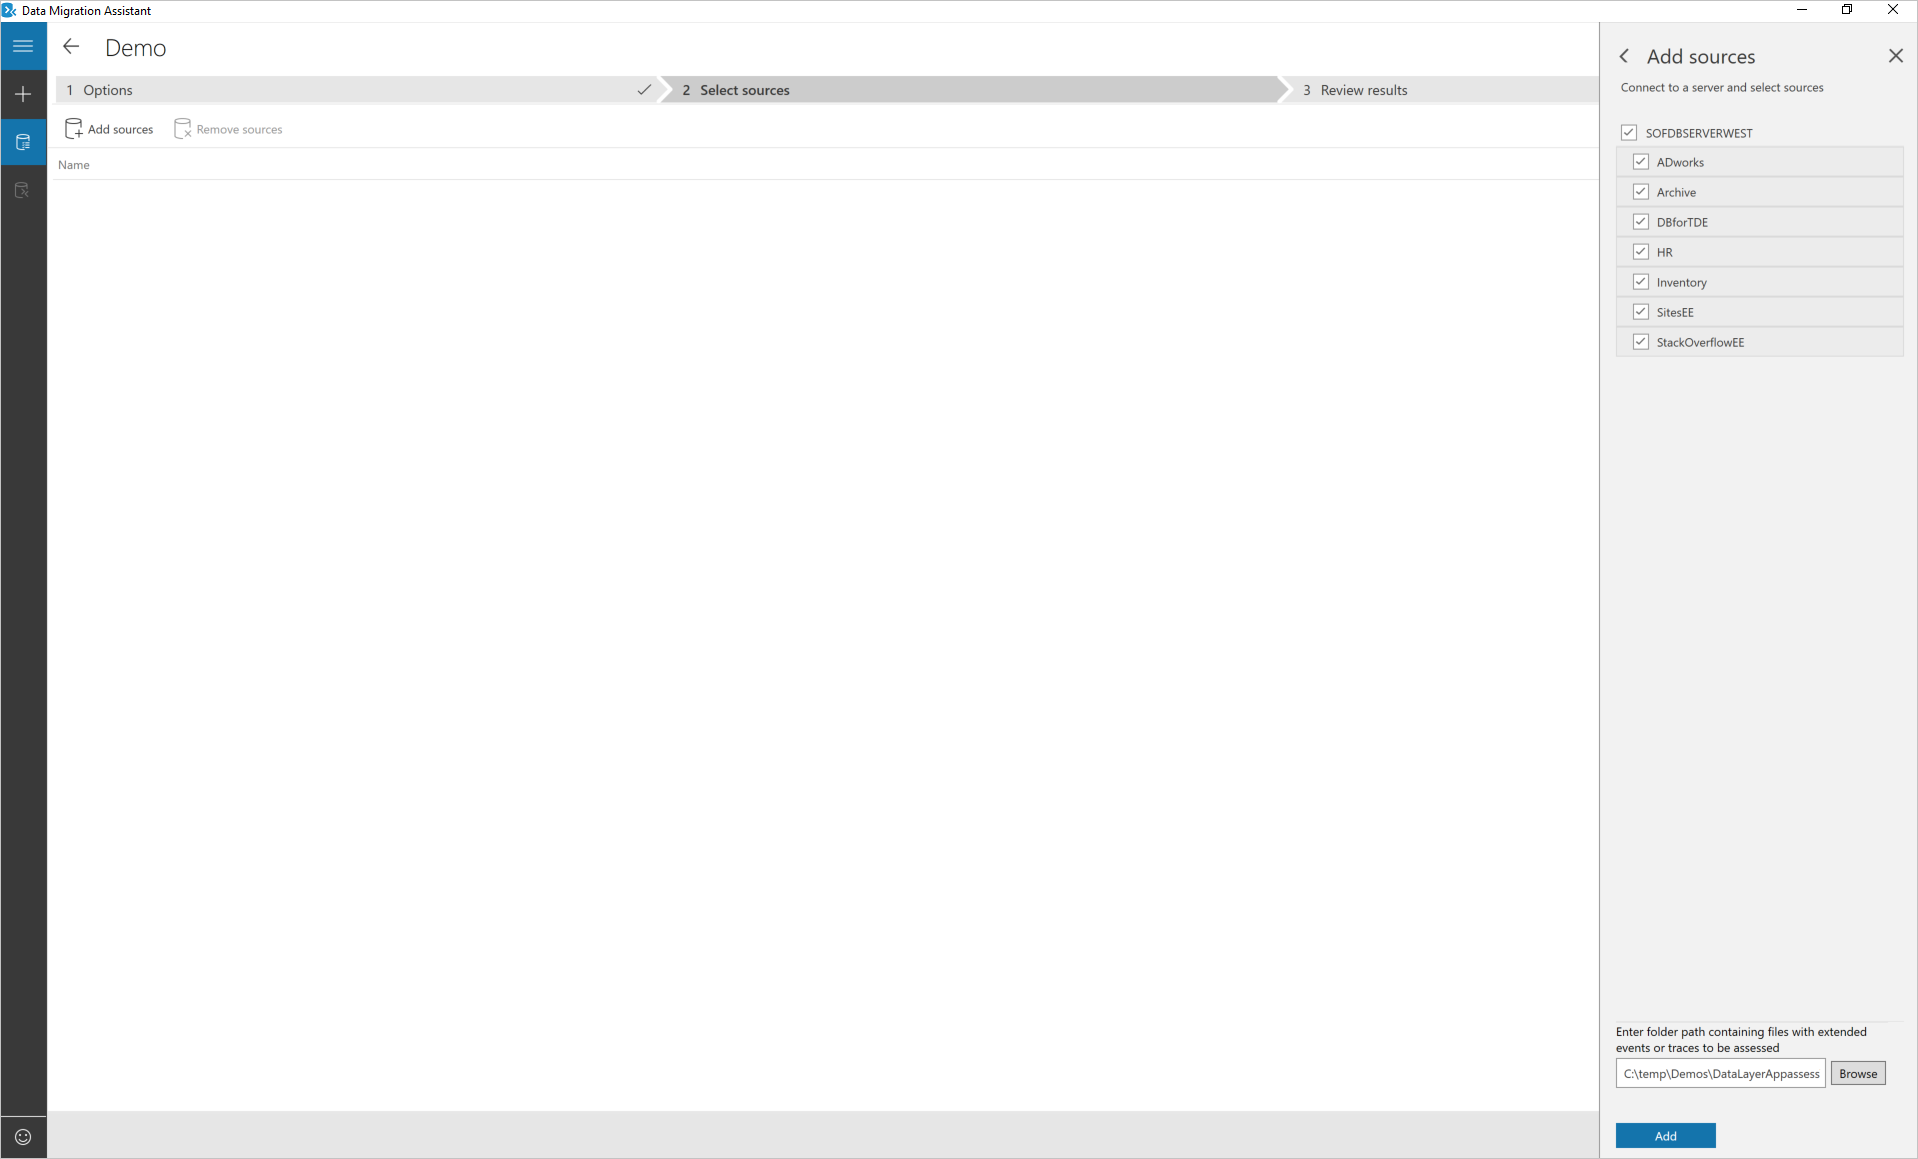 Data Migration Assistant
Demo
1 Options
2 Select sources
3 Review results
Add sources
Remove sources
Name
Add sources
Connect to a server and select sources
SOFDBSERVERWEST
ADworks
Archive
DBforTDE
HR
Inventory
SitesEE
StackOverflowEE
Enter folder path containing files with extended
events or traces to be assessed
C:\temp\Demos\DataLayerAppassess
Browse
Add